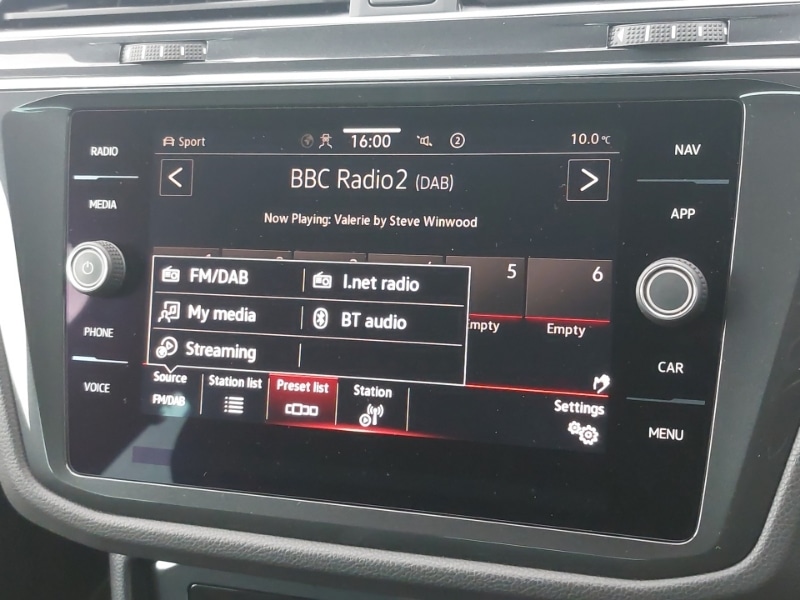 RADIO
MEDIA
PHONE
VOICE
Sport 16:00 2 10.0 °C
BBC Radio2 (DAB)
Now Playing: Valerie by Steve Winwood
5 6
Empty
FM/DAB I.net radio
My media BT audio
Streaming
Source Station list Preset list Station
FM/DAB
Settings
NAV
APP
CAR
MENU